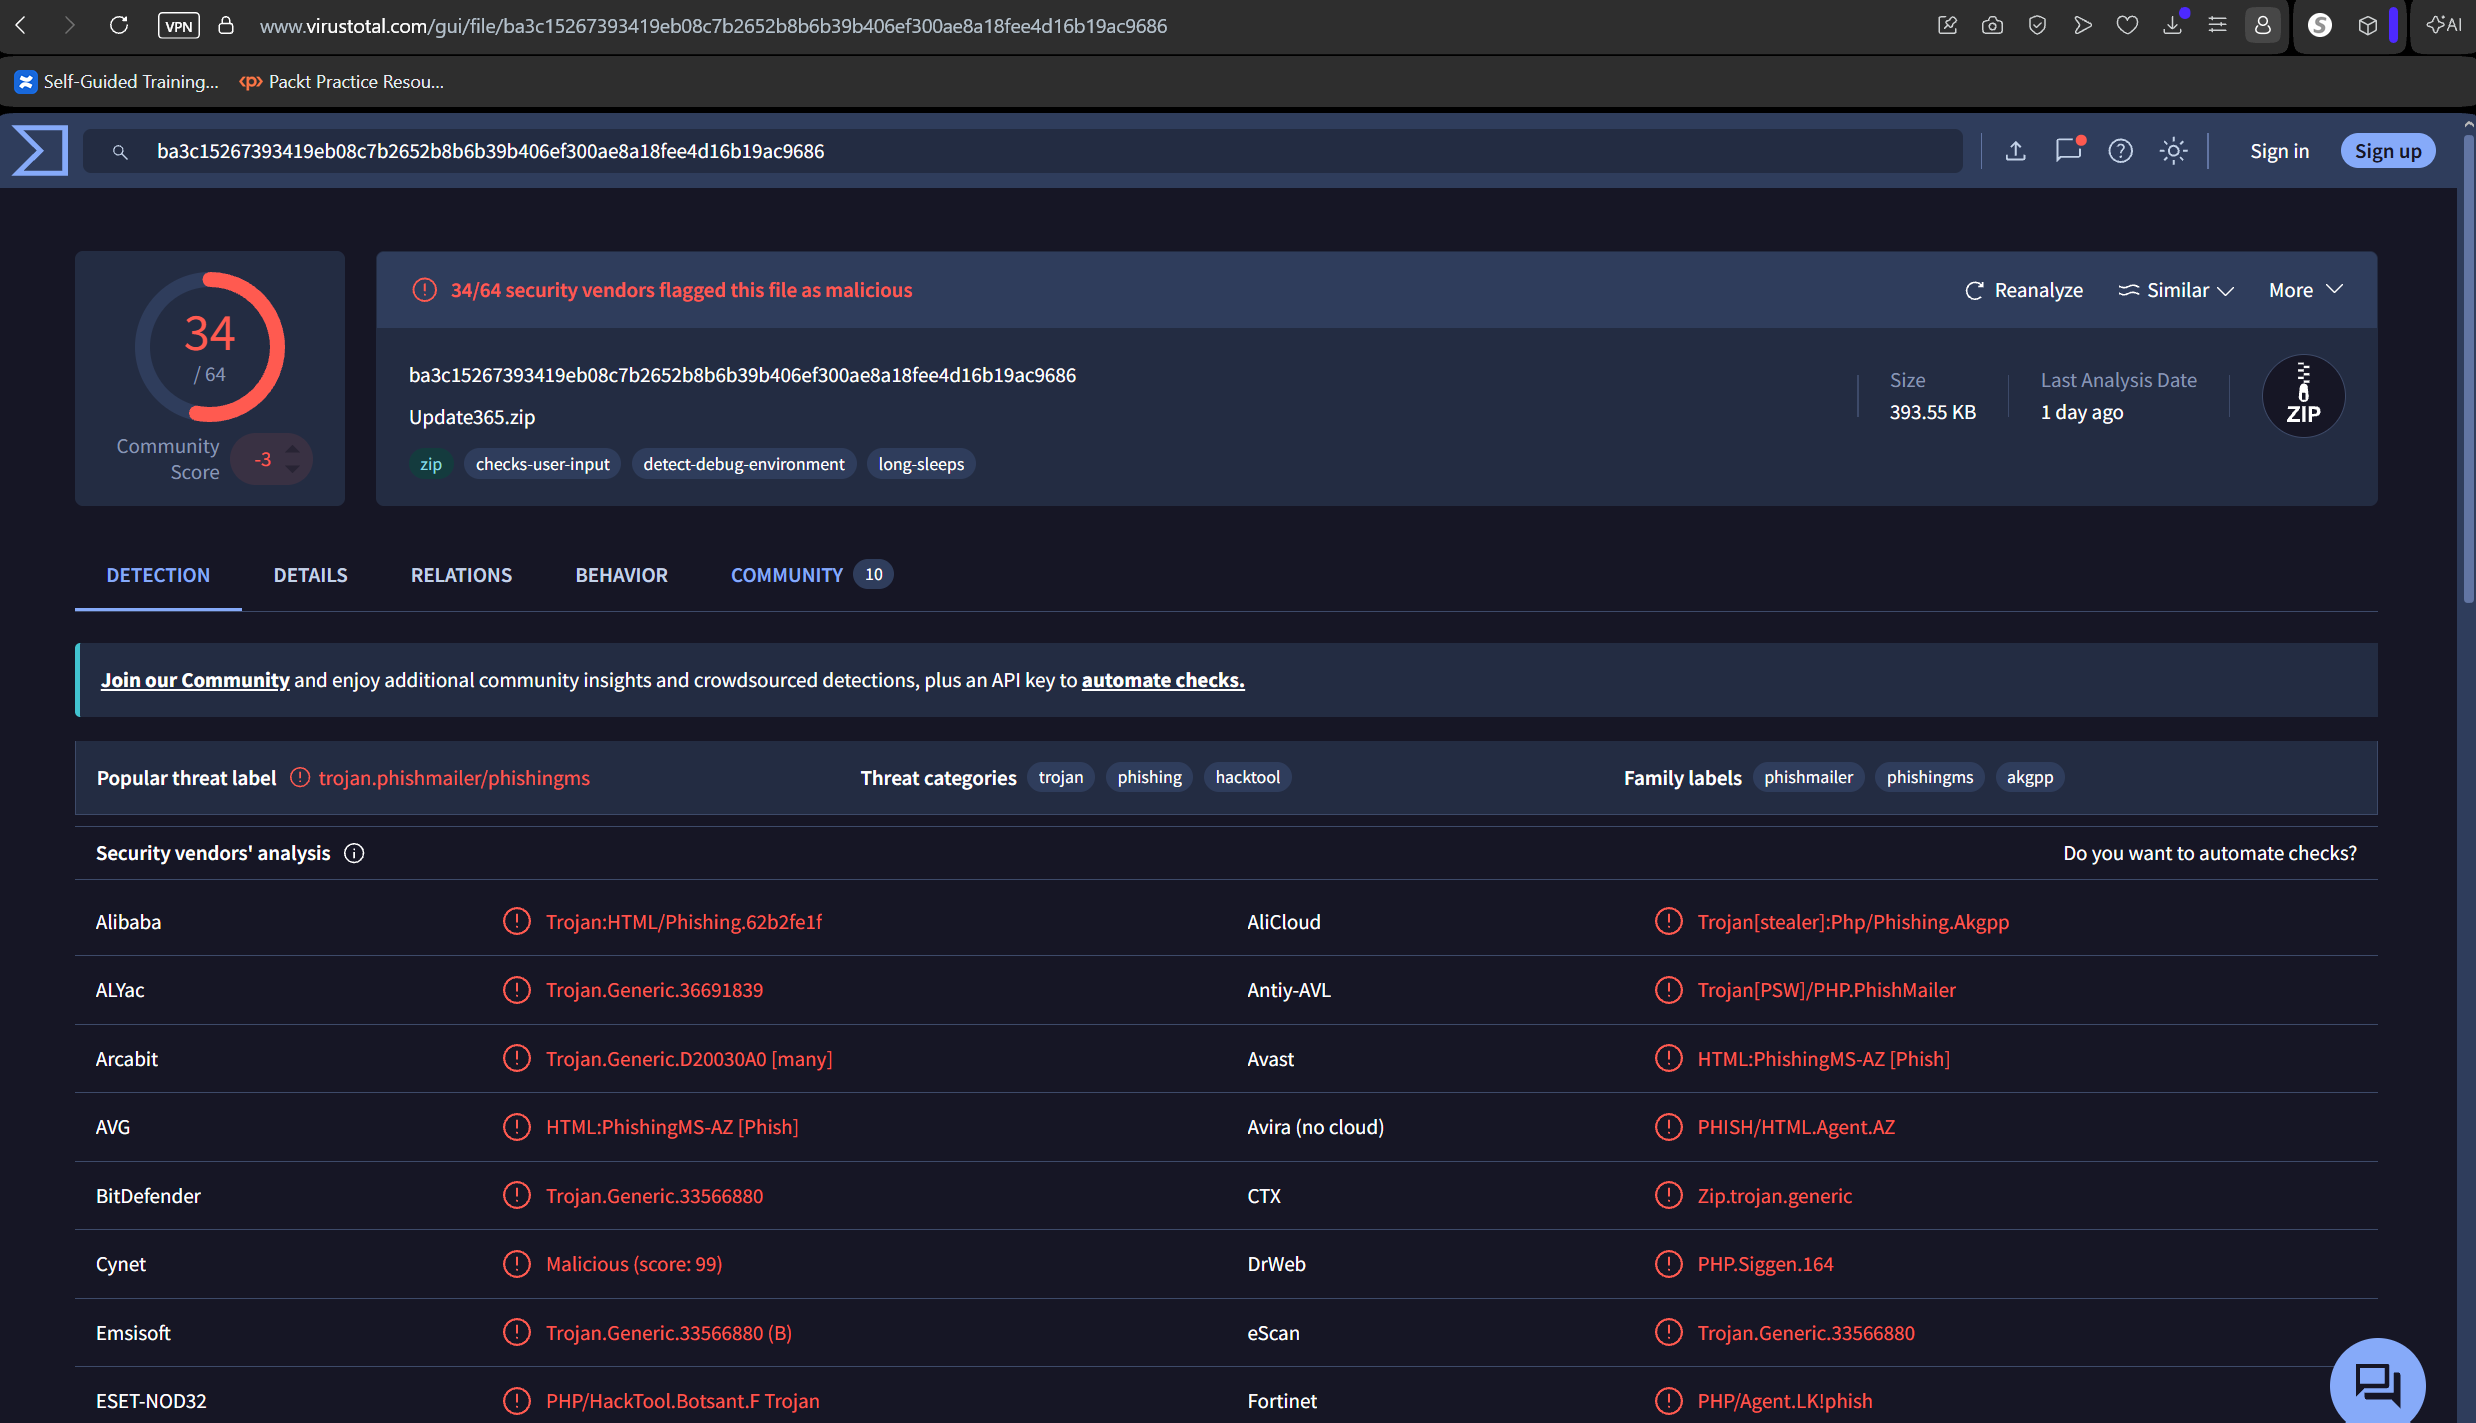 VPN
www.virustotal.com/gui/file/ba3c15267393419eb08c7b2652b8b6b39b406ef300ae8a18fee4d16b19ac9686
AI
Self-Guided Training...
Packt Practice Resou...
ba3c15267393419eb08c7b2652b8b6b39b406ef300ae8a18fee4d16b19ac9686
Sign in
Sign up
34
/ 64
Community Score
-3
34/64 security vendors flagged this file as malicious
Reanalyze
Similar
More
ba3c15267393419eb08c7b2652b8b6b39b406ef300ae8a18fee4d16b19ac9686
Update365.zip
zip
checks-user-input
detect-debug-environment
long-sleeps
Size
393.55 KB
Last Analysis Date
1 day ago
ZIP
DETECTION
DETAILS
RELATIONS
BEHAVIOR
COMMUNITY 10
Join our Community and enjoy additional community insights and crowdsourced detections, plus an API key to automate checks.
Popular threat label trojan.phishmailer/phishingms
Threat categories trojan phishing hacktool
Family labels phishmailer phishingms akgpp
Security vendors' analysis
Do you want to automate checks?
Alibaba Trojan:HTML/Phishing.62b2fe1f
AliCloud Trojan[stealer]:Php/Phishing.Akgpp
ALYac Trojan.Generic.36691839
Antiy-AVL Trojan[PSW]/PHP.PhishMailer
Arcabit Trojan.Generic.D20030A0 [many]
Avast HTML:PhishingMS-AZ [Phish]
AVG HTML:PhishingMS-AZ [Phish]
Avira (no cloud) PHISH/HTML.Agent.AZ
BitDefender Trojan.Generic.33566880
CTX Zip.trojan.generic
Cynet Malicious (score: 99)
DrWeb PHP.Siggen.164
Emsisoft Trojan.Generic.33566880 (B)
eScan Trojan.Generic.33566880
ESET-NOD32 PHP/HackTool.Botsant.F Trojan
Fortinet PHP/Agent.LK!phish